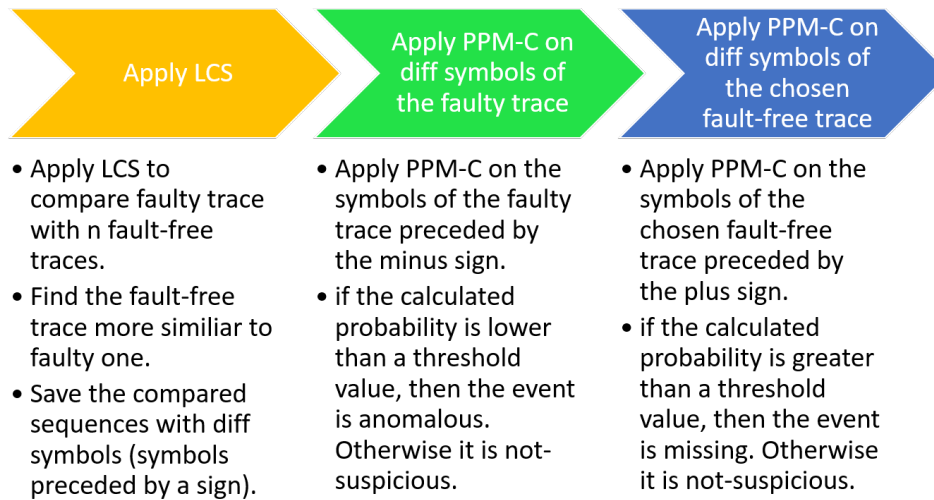 Apply LCS
Apply PPM-C on
diff symbols of
the faulty trace
Apply PPM-C on
diff symbols of
the chosen
fault-free trace
• Apply LCS to
compare faulty trace
with n fault-free
traces.
• Find the fault-free
trace more similiar to
faulty one.
• Save the compared
sequences with diff
symbols (symbols
preceded by a sign).
• Apply PPM-C on the
symbols of the faulty
trace preceded by
the minus sign.
• if the calculated
probability is lower
than a threshold
value, then the event
is anomalous.
Otherwise it is not-
suspicious.
• Apply PPM-C on the
symbols of the
chosen fault-free
trace preceded by
the plus sign.
• if the calculated
probability is greater
than a threshold
value, then the event
is missing. Otherwise
it is not-suspicious.